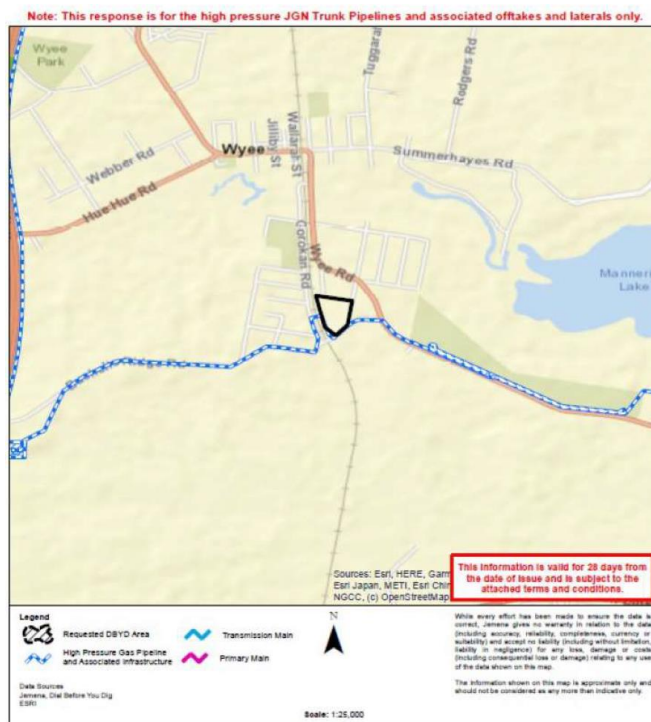 Note: This response is for the high pressure JGN Trunk Pipelines and associated offtakes and laterals only.
Wyee
Park
Tuggara
Rodgers Rd
Wallarah St
Jilliby St
Wyee
Summerhayes Rd
Webber Rd
Hue Hue Rd
Gorokan Rd
Wyee Rd
Manneri
Lake
Rd
Sources: Esri, HERE, Garm
Esri Japan, METI, Esri Chin
NGCC, (c) OpenStreetMap
This information is valid for 28 days from
the date of issue and is subject to the
attached terms and conditions.
Legend
Requested DBYD Area
High Pressure Gas Pipeline
and Associated Infrastructure
Transmission Main
Primary Main
Data Sources
Jemena, Dial Before You Dig
ESRI
N
Scale: 1:25,000
While every effort has been made to ensure the data is
correct, Jemena gives no warranty in relation to the data
(including accuracy, reliability, completeness, currency or
suitability) and accept no liability (including without limitation,
liability in negligence) for any loss, damage or costs
(including consequential loss or damage) relating to any use
of the data shown on this map.
The information shown on this map is approximate only and
should not be considered as any more than indicative only.